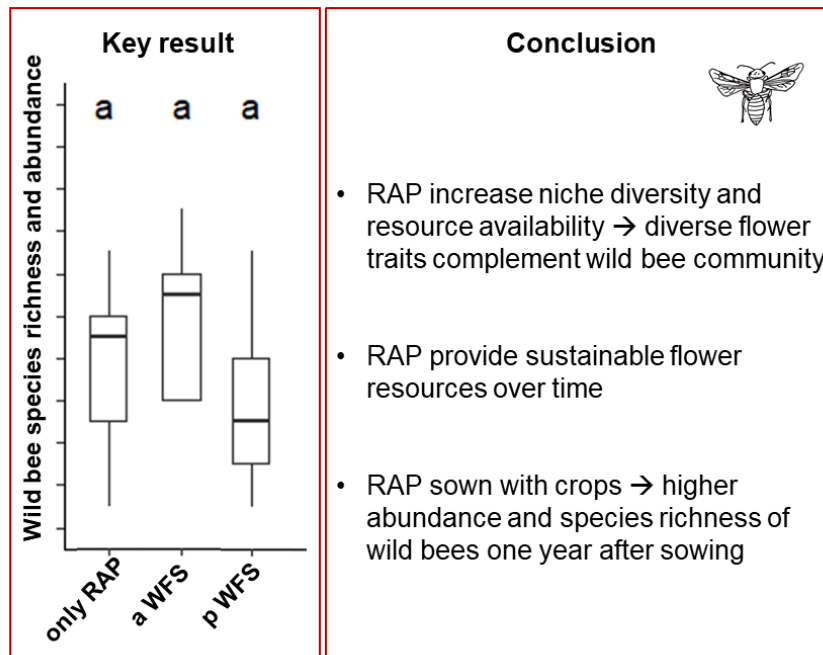 Key result
Wild bee species richness and abundance
a a a
only RAP
a WFS
p WFS
Conclusion
• RAP increase niche diversity and
resource availability → diverse flower
traits complement wild bee community
• RAP provide sustainable flower
resources over time
• RAP sown with crops → higher
abundance and species richness of
wild bees one year after sowing